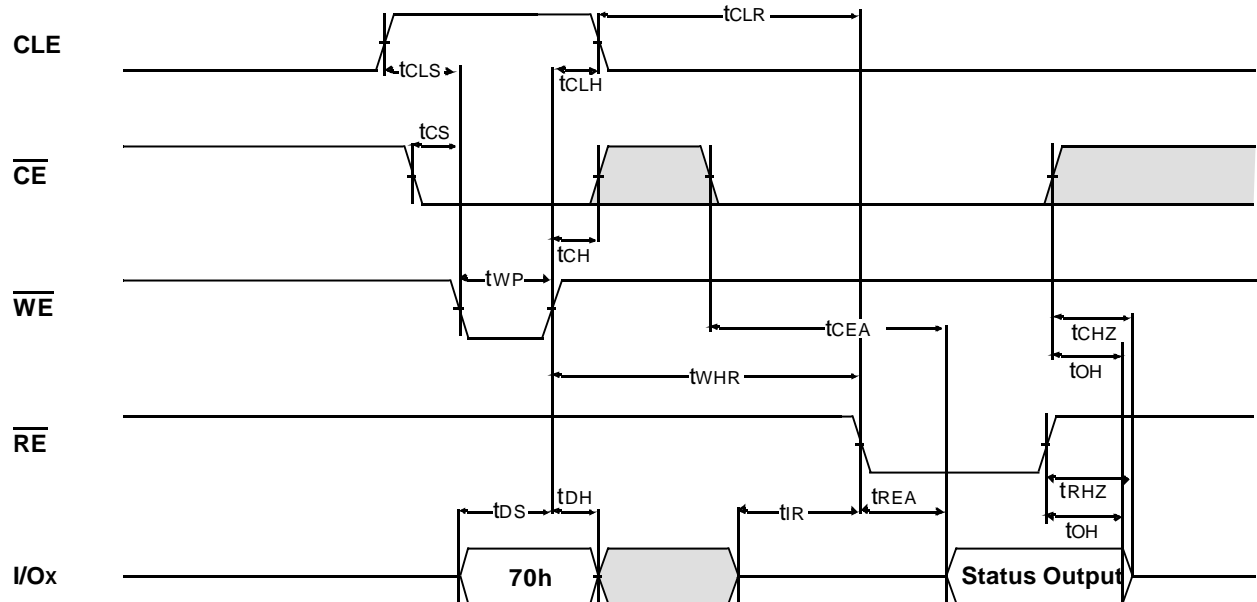 tCLR
CLE
tCLS
tCLH
tCS
CE
tCH
tWP
WE
tCEA
tCHZ
tOH
tWHR
RE
tDS
tDH
tIR
tREA
tRHZ
tOH
I/Ox
70h
Status Output